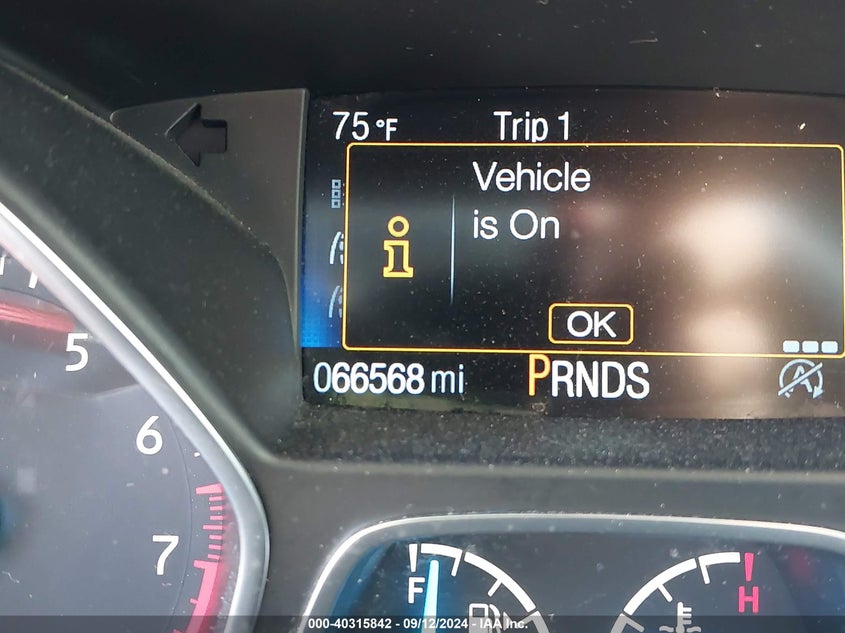 75°F Trip 1
Vehicle
is On
OK
066568 mi PRNDS
A
5
6
7
F
H
000-40315842 - 09/12/2024 - IAA Inc.